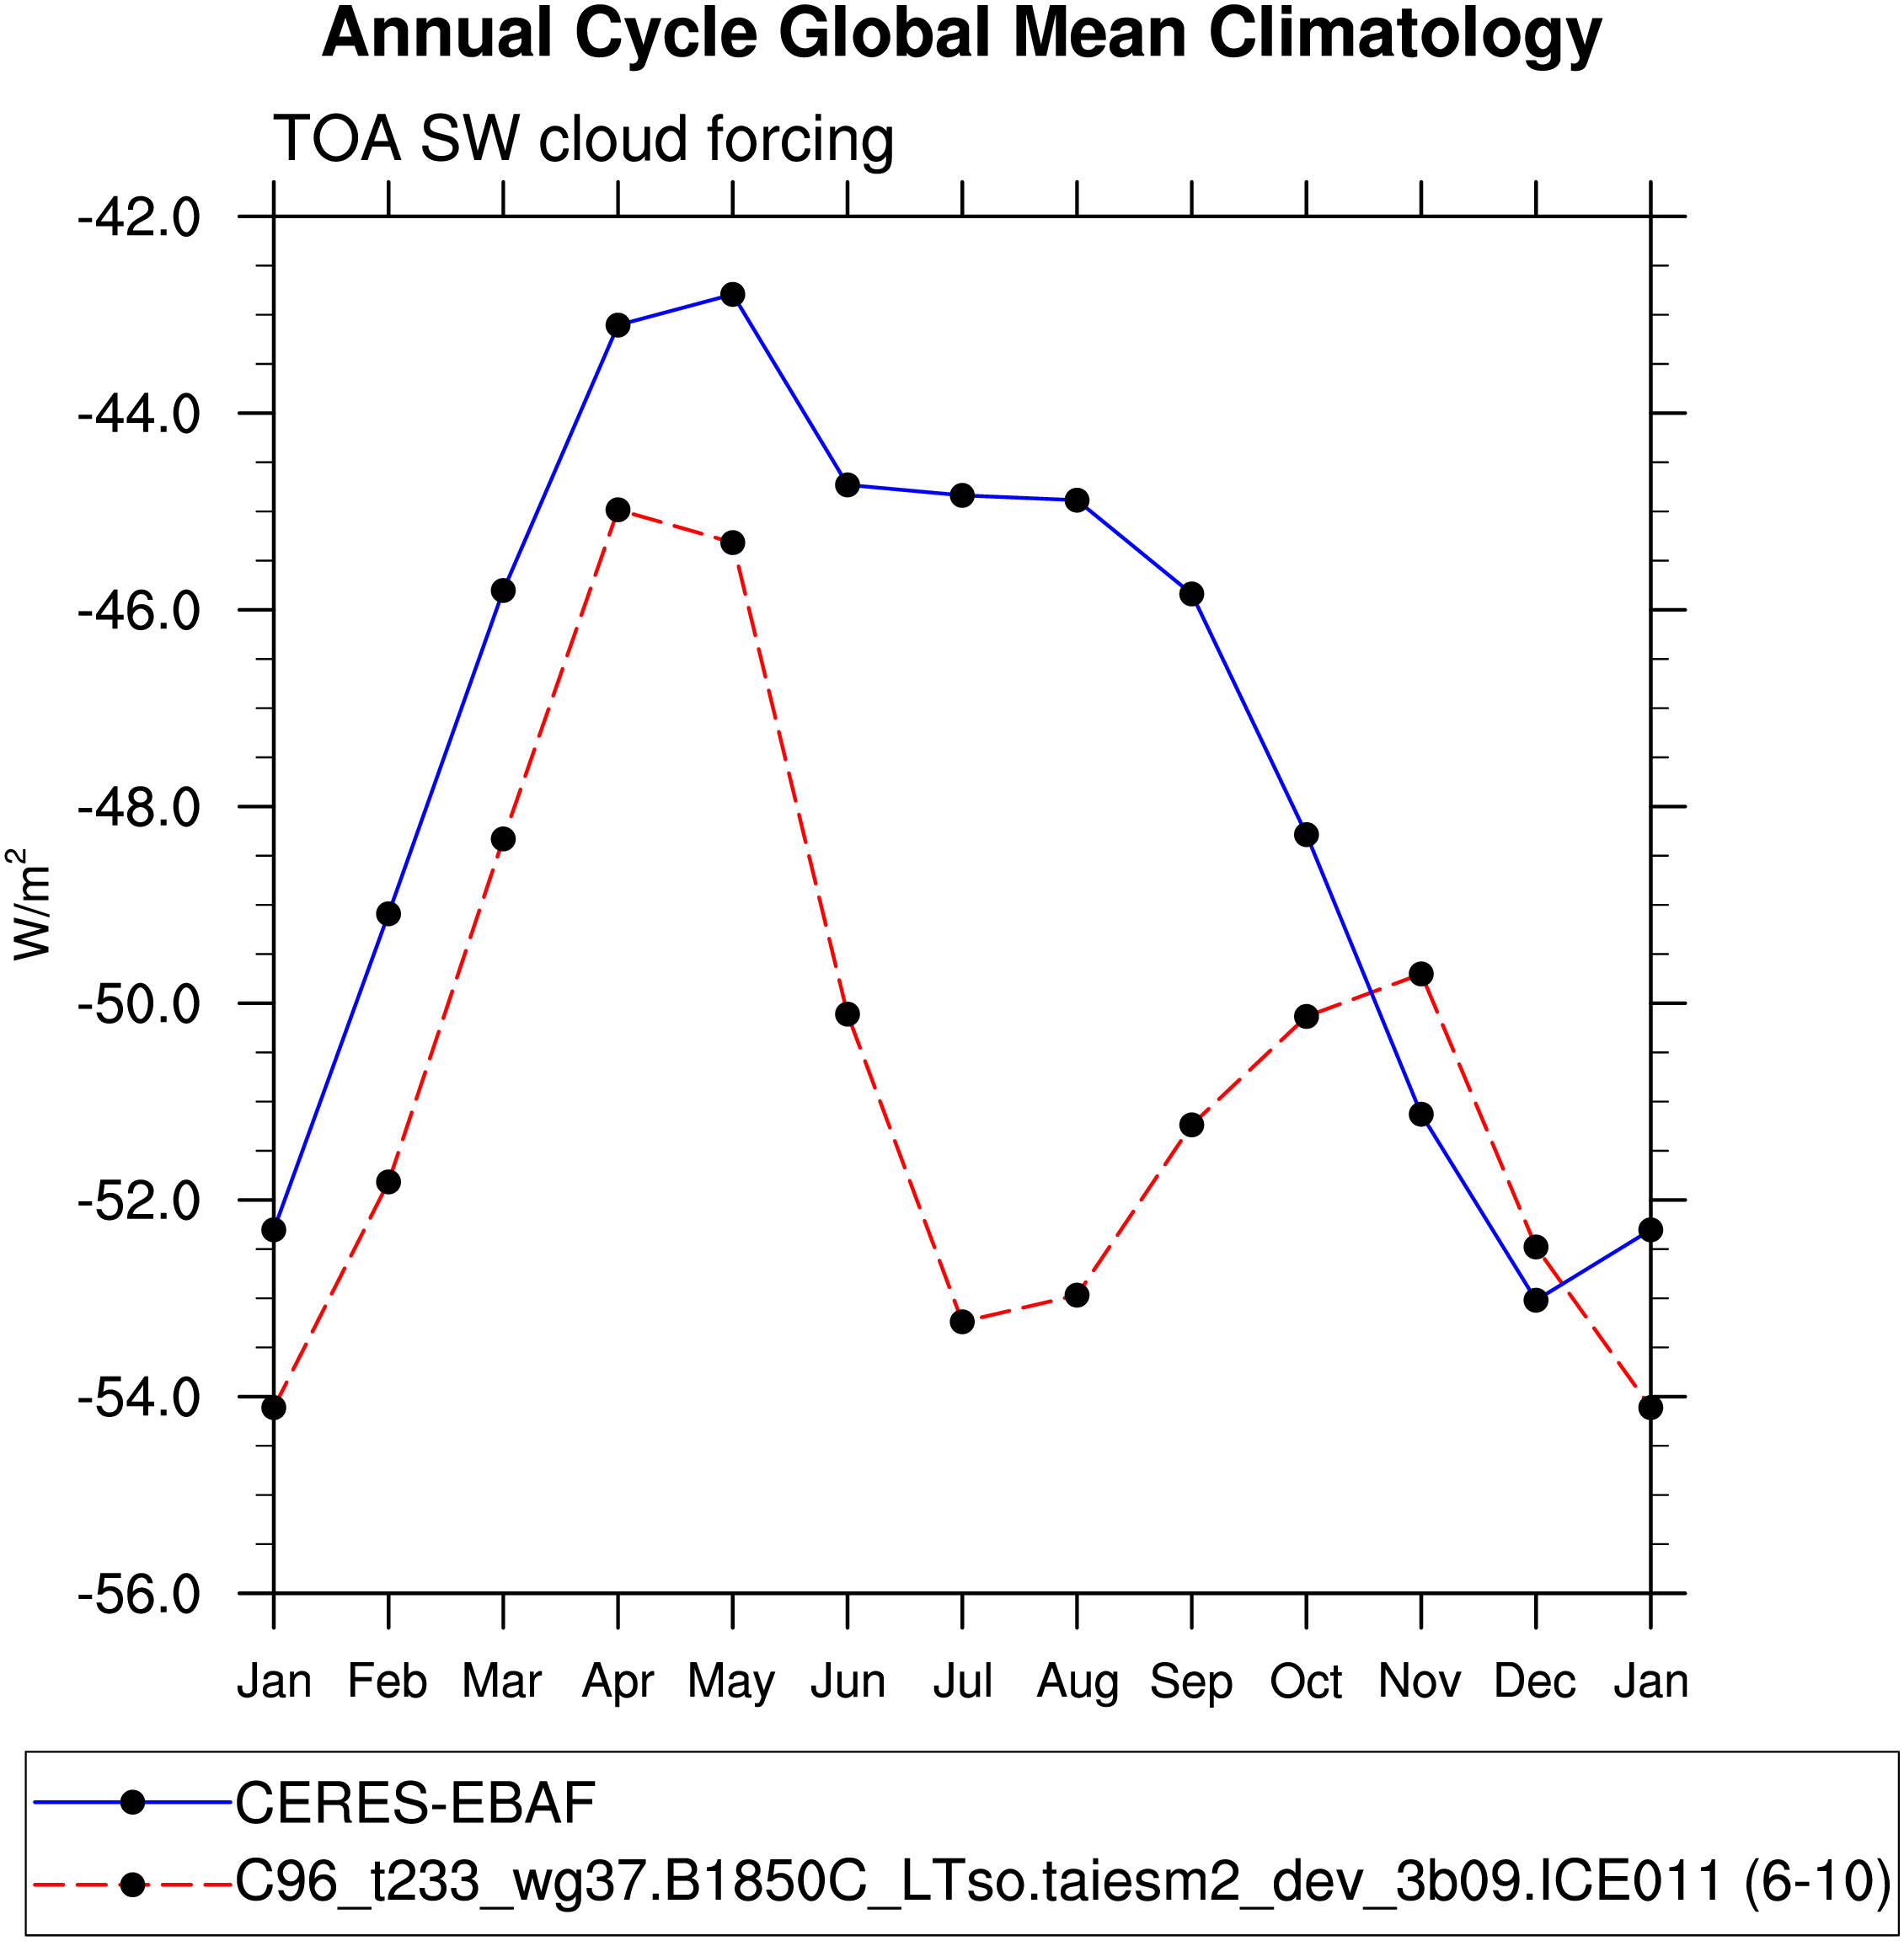 Annual Cycle Global Mean Climatology
TOA SW cloud forcing
-42.0
-44.0
-46.0
-48.0
-50.0
-52.0
-54.0
-56.0
W/m²
Jan Feb Mar Apr May Jun Jul Aug Sep Oct Nov Dec Jan
CERES-EBAF
C96_t233_wg37.B1850C_LTso.taiesm2_dev_3b09.ICE011 (6-10)